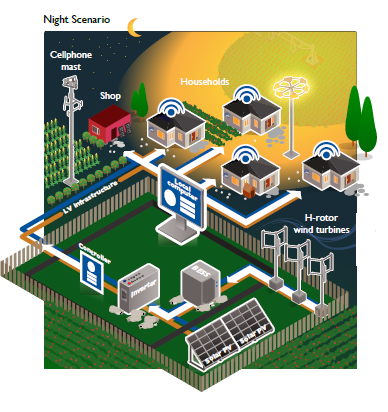 Night Scenario
Cellphone
mast
Households
Shop
Local
computer
LV Infrastructure
H-rotor
wind turbines
Controller
Inverter
BESS
Solar PV
Solar PV